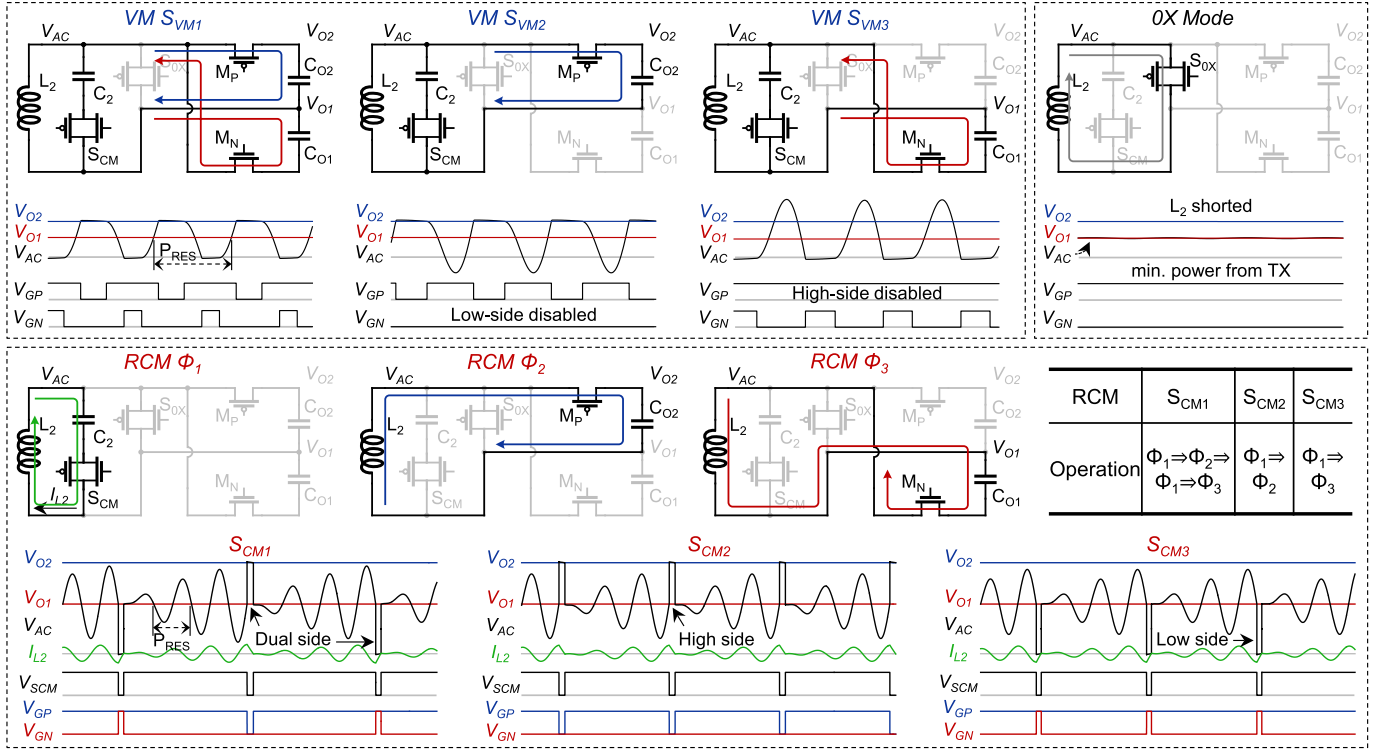 VM S_VM1
V_AC
L_2
C_2
S_CM
S_0X
M_P
M_N
V_O2
C_O2
V_O1
C_O1
VM S_VM2
V_AC
L_2
C_2
S_CM
S_0X
M_P
M_N
V_O2
C_O2
V_O1
C_O1
VM S_VM3
V_AC
L_2
C_2
S_CM
S_0X
M_P
M_N
V_O2
C_O2
V_O1
C_O1
0X Mode
V_AC
L_2
C_2
S_CM
S_0X
M_P
M_N
V_O2
C_O2
V_O1
C_O1
V_O2
V_O1
V_AC
P_RES
V_GP
V_GN
V_O2
V_O1
V_AC
V_GP
Low-side disabled
V_GN
V_O2
V_O1
V_AC
V_GP
High-side disabled
V_GN
L_2 shorted
V_O2
V_O1
V_AC
min. power from TX
V_GP
V_GN
RCM Φ_1
V_AC
L_2
C_2
I_L2
S_CM
S_0X
M_P
M_N
V_O2
C_O2
V_O1
C_O1
RCM Φ_2
V_AC
L_2
C_2
S_CM
S_0X
M_P
M_N
V_O2
C_O2
V_O1
C_O1
RCM Φ_3
V_AC
L_2
C_2
S_CM
S_0X
M_P
M_N
V_O2
C_O2
V_O1
C_O1
RCM S_CM1 S_CM2 S_CM3
Operation
Φ_1⇒Φ_2⇒
Φ_1⇒Φ_3
Φ_1⇒
Φ_2
Φ_1⇒
Φ_3
S_CM1
V_O2
V_O1
V_AC
P_RES
Dual side
I_L2
V_SCM
V_GP
V_GN
S_CM2
V_O2
V_O1
V_AC
High side
I_L2
V_SCM
V_GP
V_GN
S_CM3
V_O2
V_O1
V_AC
Low side
I_L2
V_SCM
V_GP
V_GN